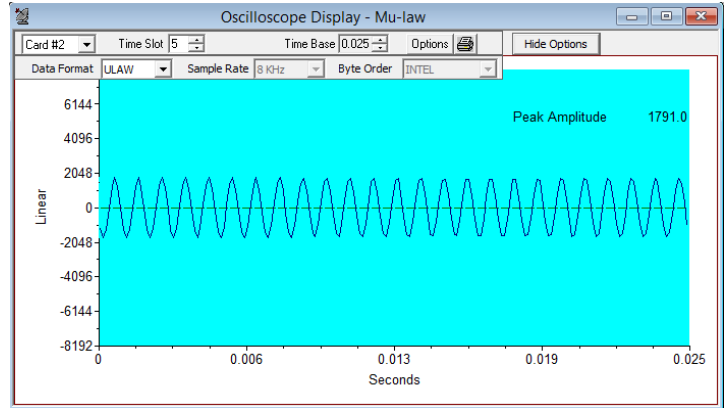 Oscilloscope Display - Mu-law
Card #2 Time Slot 5 Time Base 0.025 Options Hide Options
Data Format ULAW Sample Rate 8 KHz Byte Order INTEL
6144
Peak Amplitude 1791.0
4096
2048
Linear
0
-2048
-4096
-6144
-8192
0 0.006 0.013 0.019 0.025
Seconds